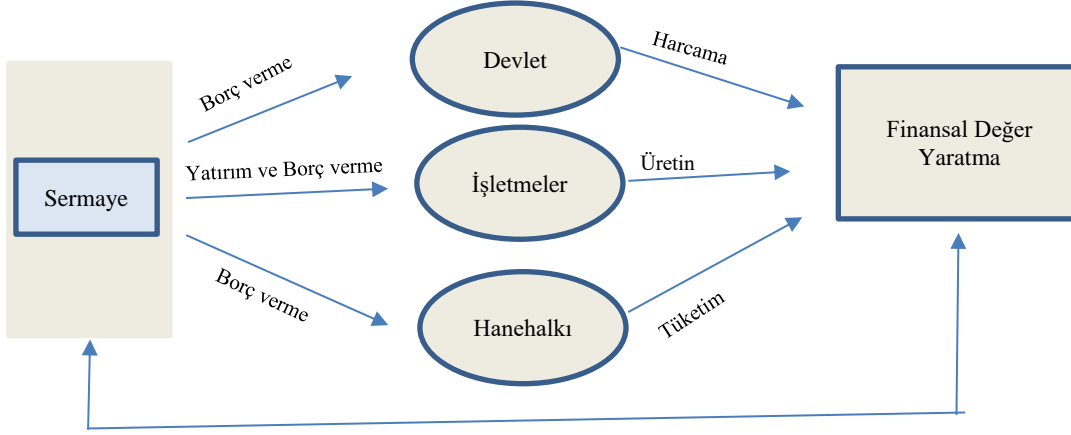 Devlet
Harcama
Borç verme
Finansal Değer
Yaratma
Yatırım ve Borç verme
Üretin
Sermaye
İşletmeler
Borç verme
Hanehalkı
Tüketim